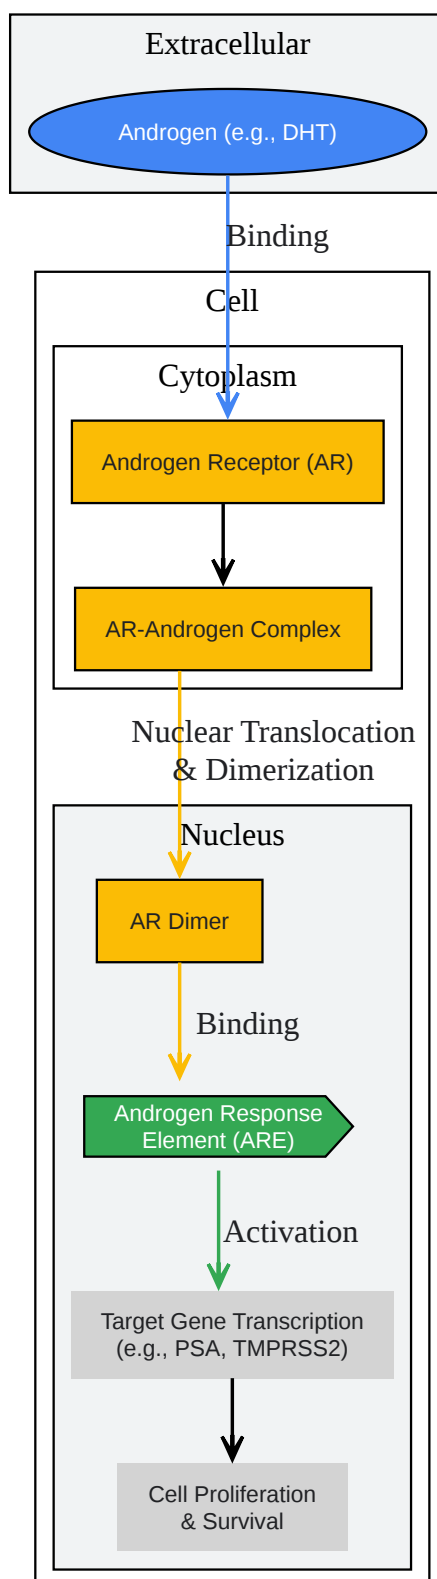 Extracellular
Androgen (e.g., DHT)
Binding
Cell
Cytoplasm
Androgen Receptor (AR)
AR-Androgen Complex
Nuclear Translocation
& Dimerization
Nucleus
AR Dimer
Binding
Androgen Response
Element (ARE)
Activation
Target Gene Transcription
(e.g., PSA, TMPRSS2)
Cell Proliferation
& Survival